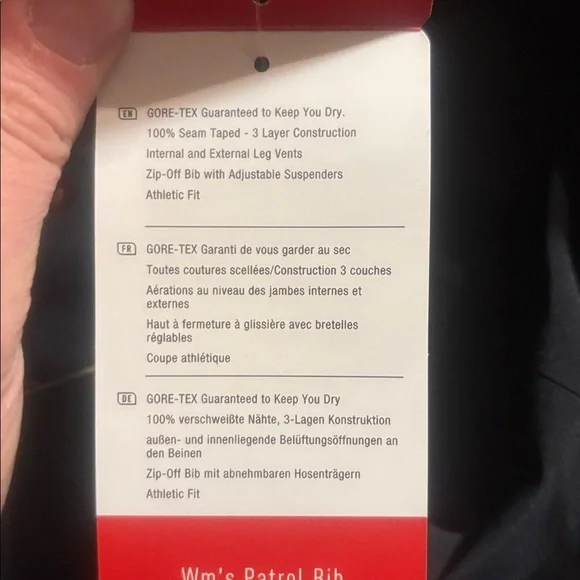 EN GORE-TEX Guaranteed to Keep You Dry.
100% Seam Taped - 3 Layer Construction
Internal and External Leg Vents
Zip-Off Bib with Adjustable Suspenders
Athletic Fit
FR GORE-TEX Garanti de vous garder au sec
Toutes coutures scellées/Construction 3 couches
Aérations au niveau des jambes internes et
externes
Haut à fermeture à glissière avec bretelles
réglables
Coupe athlétique
DE GORE-TEX Guaranteed to Keep You Dry
100% verschweißte Nähte, 3-Lagen Konstruktion
außen- und innenliegende Belüftungsöffnungen an
den Beinen
Zip-Off Bib mit abnehmbaren Hosenträgern
Athletic Fit
Wm's Patrol Bib